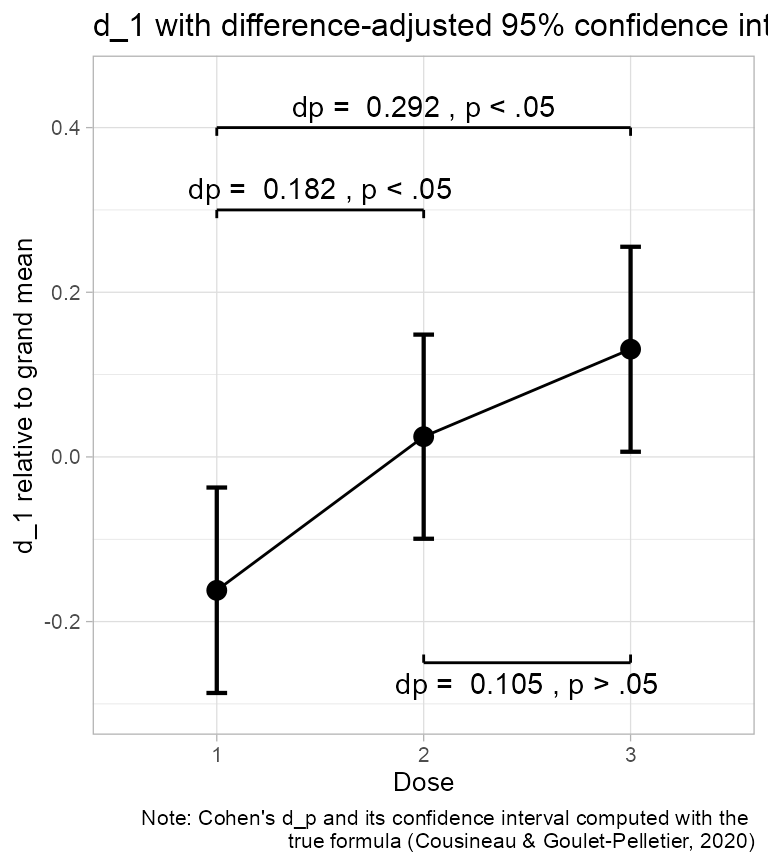 d_1 with difference-adjusted 95% confidence int
dp =  0.292 , p < .05
0.4
dp =  0.182 , p < .05
0.2
0.0
-0.2
d_1 relative to grand mean
dp =  0.105 , p > .05
1 2 3
Dose
Note: Cohen's d_p and its confidence interval computed with the
true formula (Cousineau & Goulet-Pelletier, 2020)